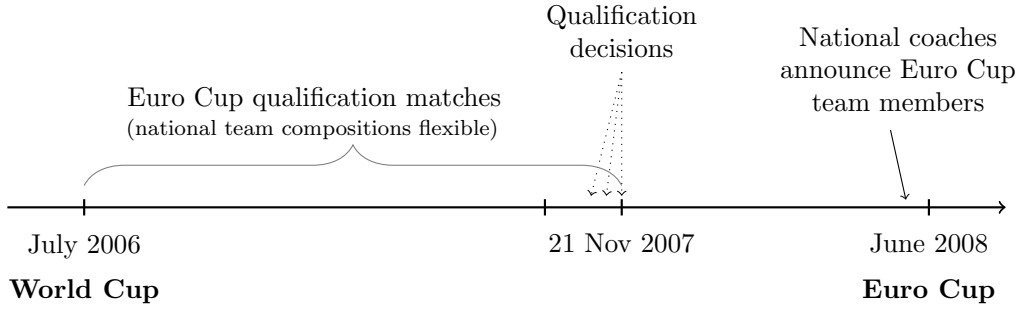 Qualification
decisions
National coaches
announce Euro Cup
team members
Euro Cup qualification matches
(national team compositions flexible)
July 2006
21 Nov 2007
June 2008
World Cup
Euro Cup